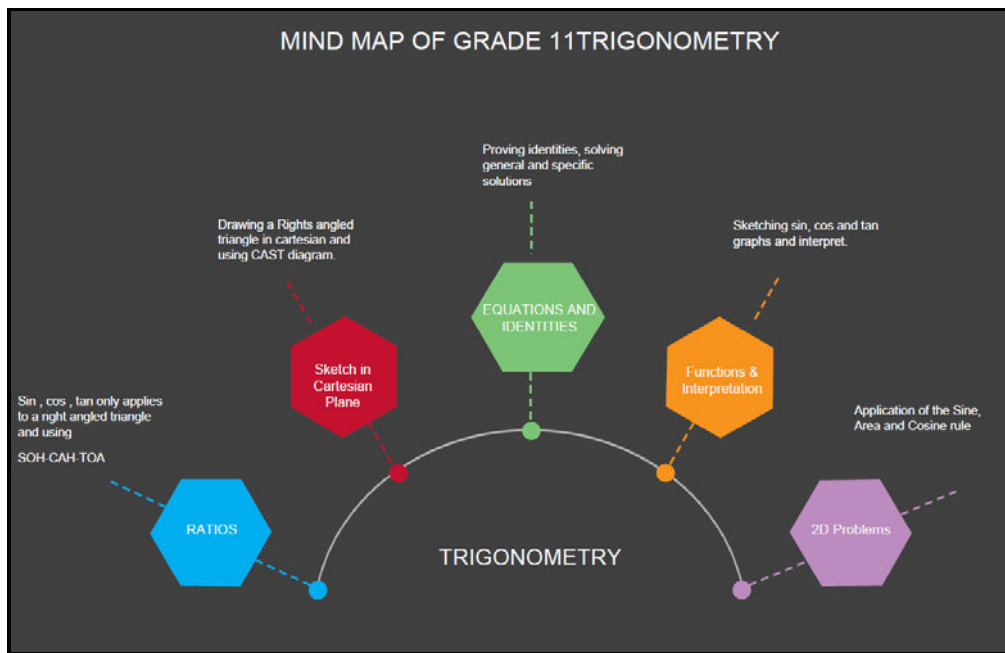 MIND MAP OF GRADE 11TRIGONOMETRY
Proving identities, solving
general and specific
solutions
Drawing a Rights angled
triangle in cartesian and
using CAST diagram.
Sketching sin, cos and tan
graphs and interpret.
EQUATIONS AND
IDENTITIES
Sketch in
Cartesian
Plane
Functions &
Interpretation
Sin , cos , tan only applies
to a right angled triangle
and using
SOH-CAH-TOA
Application of the Sine,
Area and Cosine rule
RATIOS
2D Problems
TRIGONOMETRY